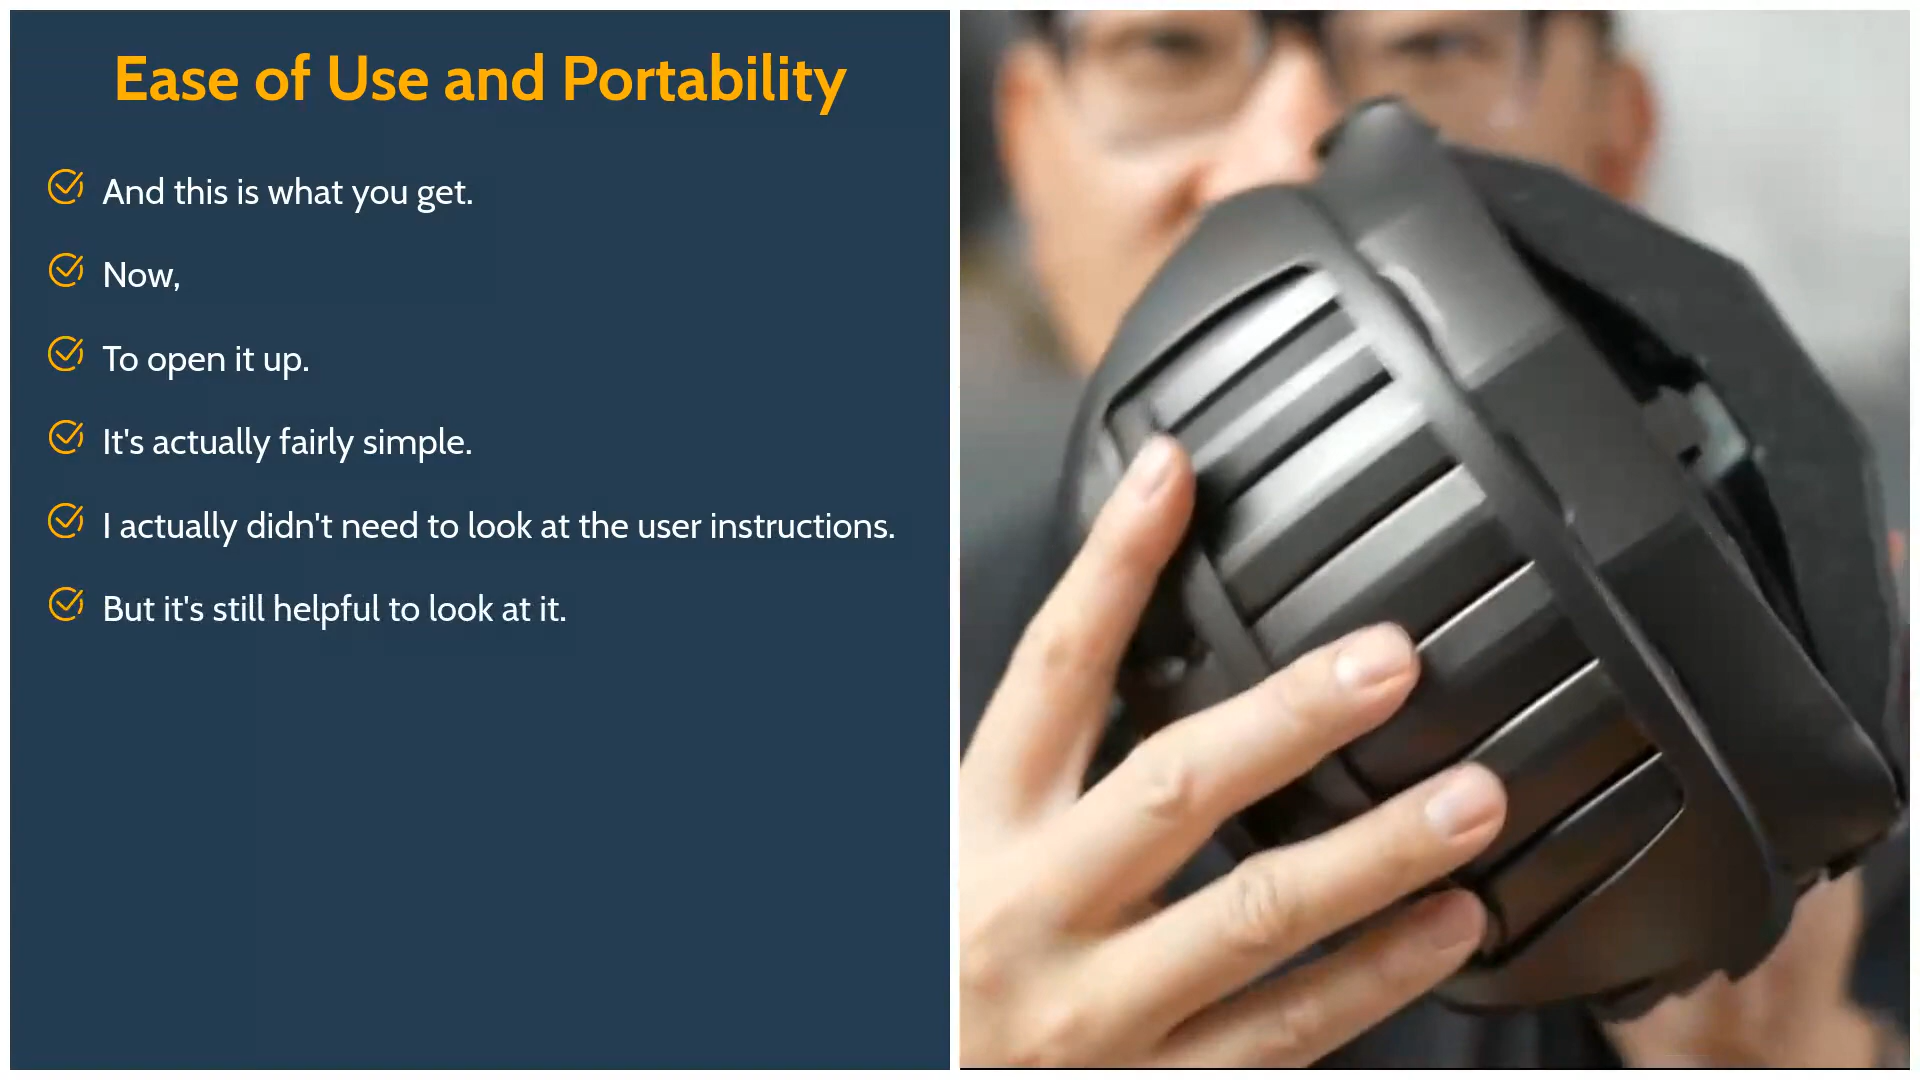 Ease of Use and Portability
And this is what you get.
Now,
To open it up.
It's actually fairly simple.
I actually didn't need to look at the user instructions.
But it's still helpful to look at it.